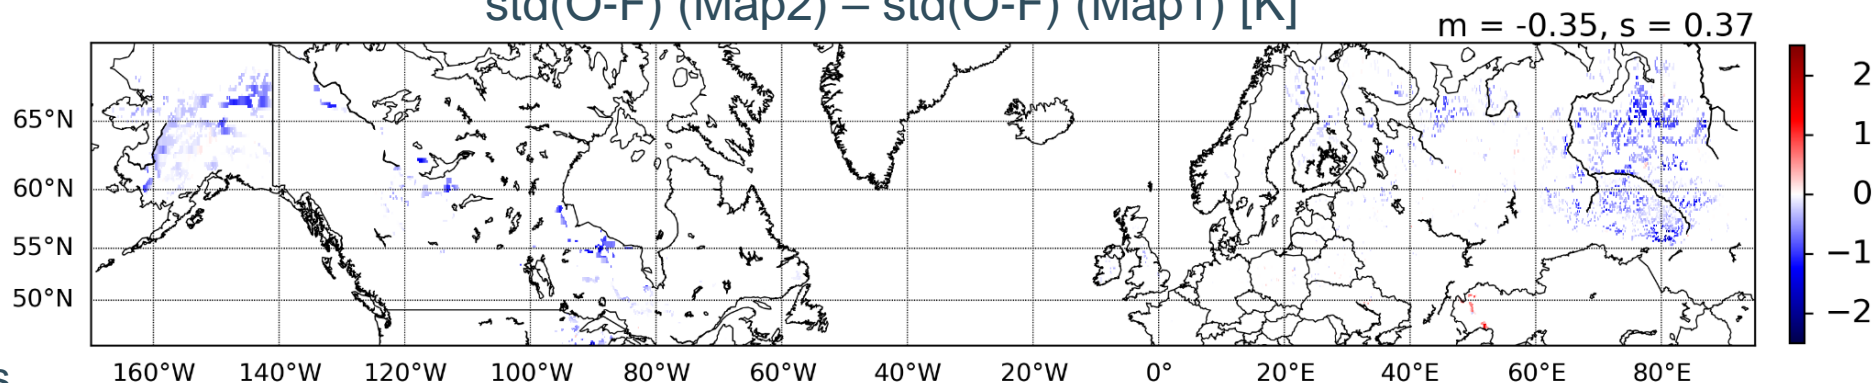 std(O-F) (Map2) – std(O-F) (Map1) [K]
m = -0.35, s = 0.37
65°N
60°N
55°N
50°N
160°W 140°W 120°W 100°W 80°W 60°W 40°W 20°W 0° 20°E 40°E 60°E 80°E
2
1
0
−1
−2